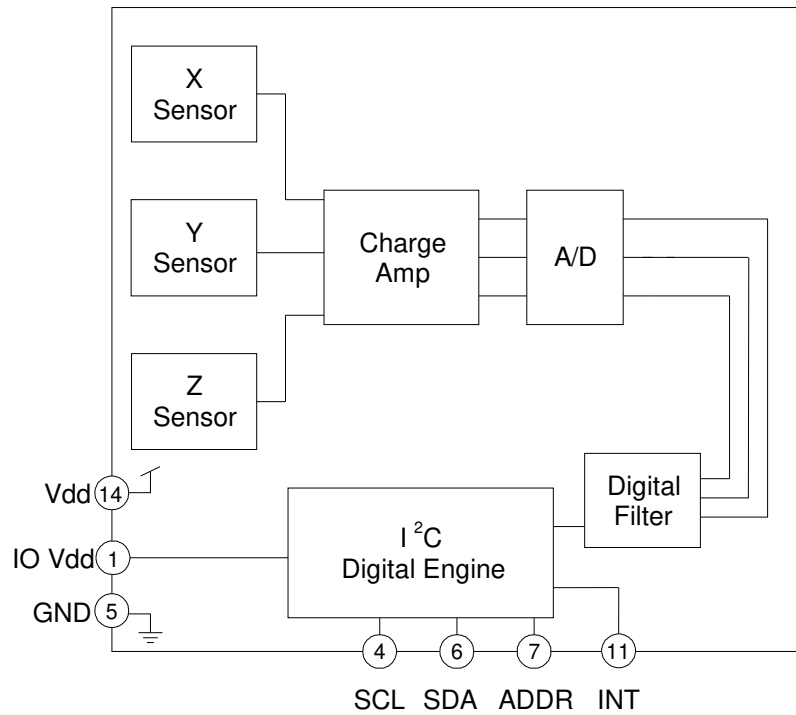 X
Sensor
Y
Sensor
Z
Sensor
Charge
Amp
A/D
Digital
Filter
I²C
Digital Engine
Vdd 14
IO Vdd 1
GND 5
4 6 7 11
SCL SDA ADDR INT